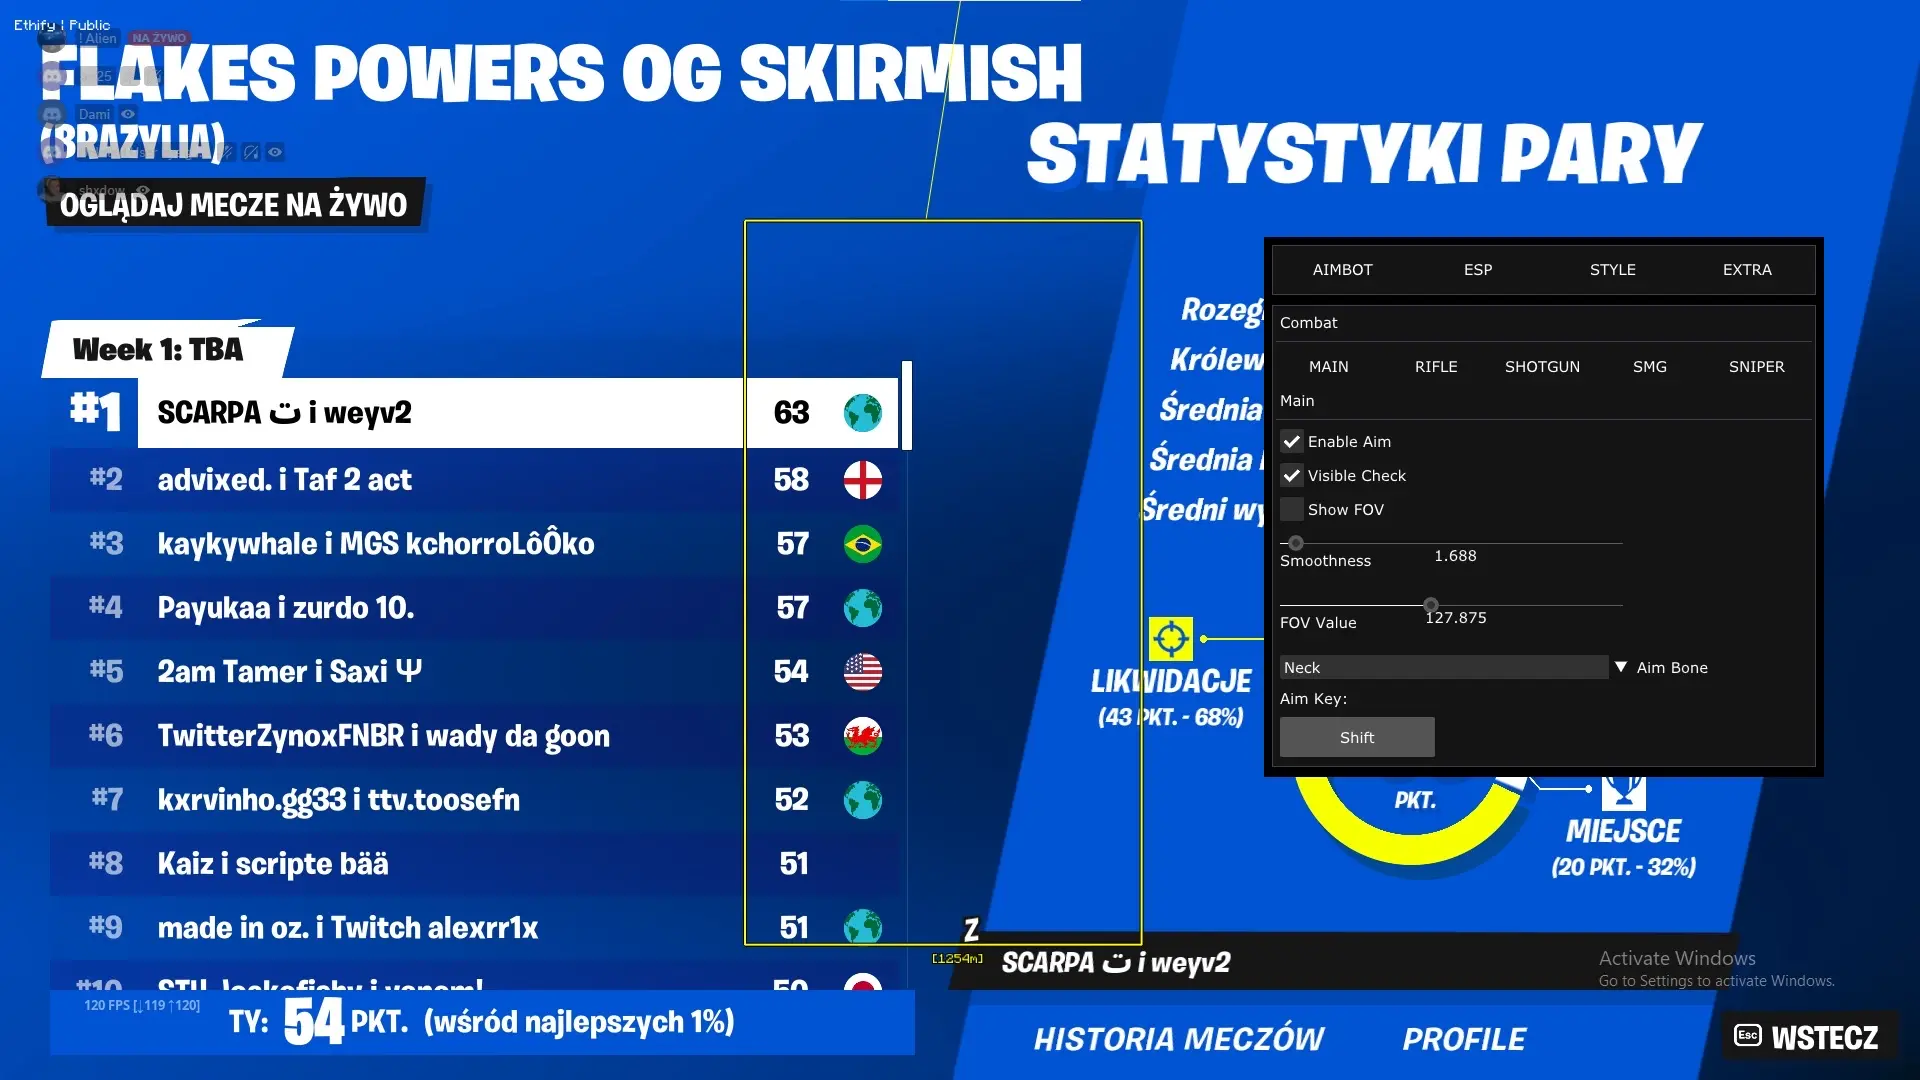 Ethify | Public
! Alien NA ŻYWO
25
Dami
FLAKES POWERS OG SKIRMISH
(BRAZYLIA)
shxdow
OGLĄDAJ MECZE NA ŻYWO
STATYSTYKI PARY
Week 1: TBA
#1 SCARPA ت i weyv2 63
#2 advixed. i Taf 2 act 58
#3 kaykywhale i MGS kchorroLôÔko 57
#4 Payukaa i zurdo 10. 57
#5 2am Tamer i Saxi Ψ 54
#6 TwitterZynoxFNBR i wady da goon 53
#7 kxrvinho.gg33 i ttv.toosefn 52
#8 Kaiz i scripte bää 51
#9 made in oz. i Twitch alexrr1x 51
#10 50
120 FPS [↓119 ↑120]
TY: 54 PKT. (wśród najlepszych 1%)
Rozeg
Królew
Średnia
Średnia
Średni wy
LIKWIDACJE
(43 PKT. - 68%)
PKT.
MIEJSCE
(20 PKT. - 32%)
AIMBOT ESP STYLE EXTRA
Combat
MAIN RIFLE SHOTGUN SMG SNIPER
Main
Enable Aim
Visible Check
Show FOV
Smoothness 1.688
FOV Value 127.875
Neck ▼ Aim Bone
Aim Key:
Shift
Z
[1254m]
SCARPA ت i weyv2
Activate Windows
Go to Settings to activate Windows.
HISTORIA MECZÓW PROFILE
Esc WSTECZ